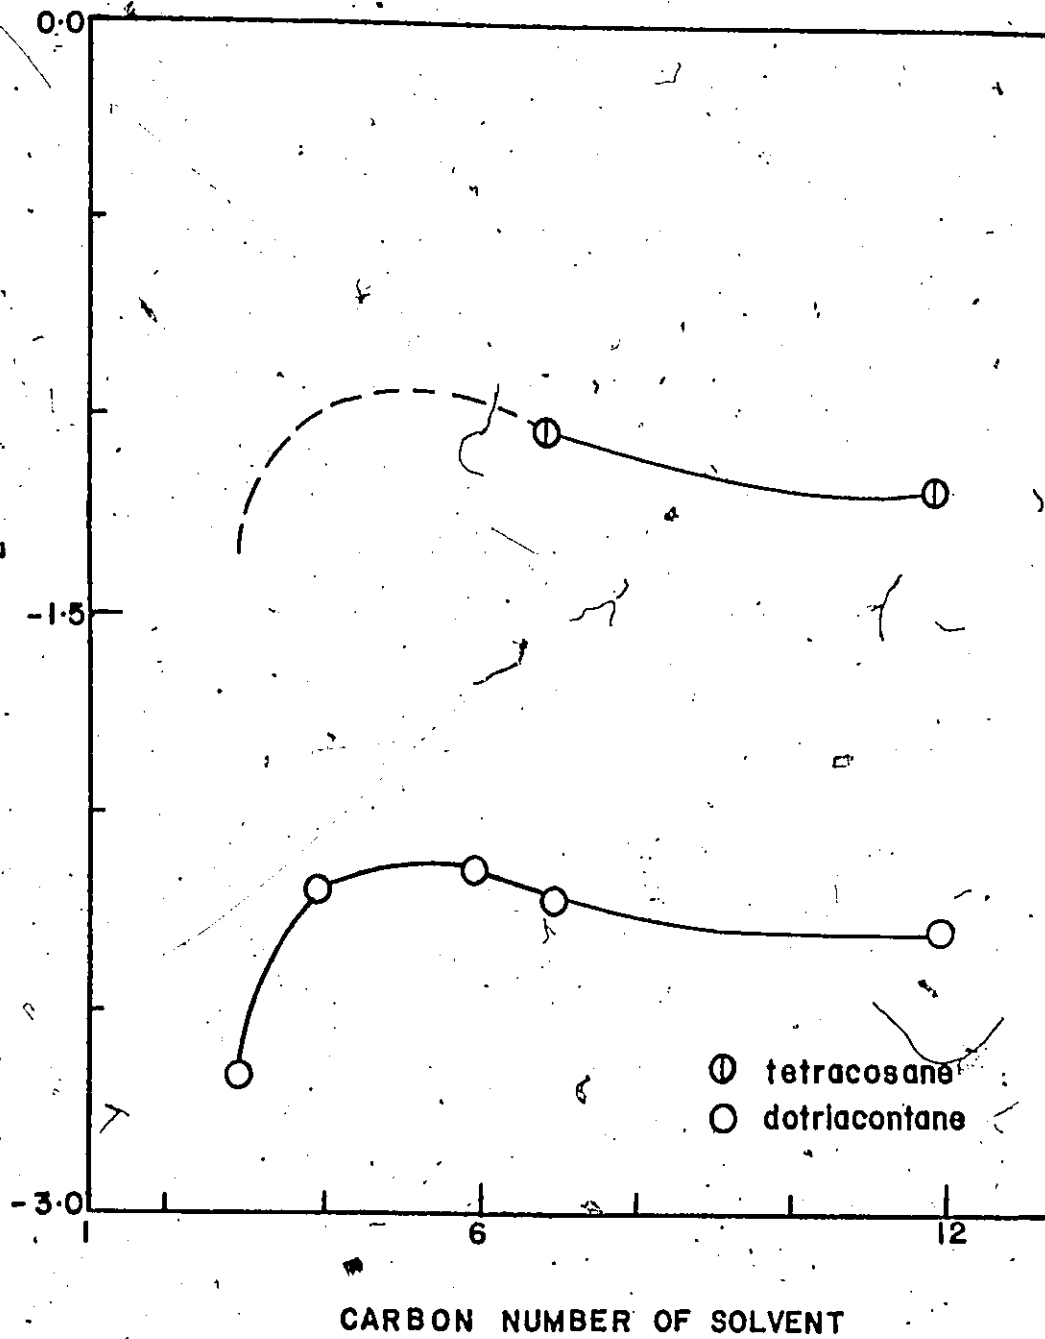 0.0
-1.5
-3.0
1
6
12
tetracosane
dotriacontane
CARBON NUMBER OF SOLVENT